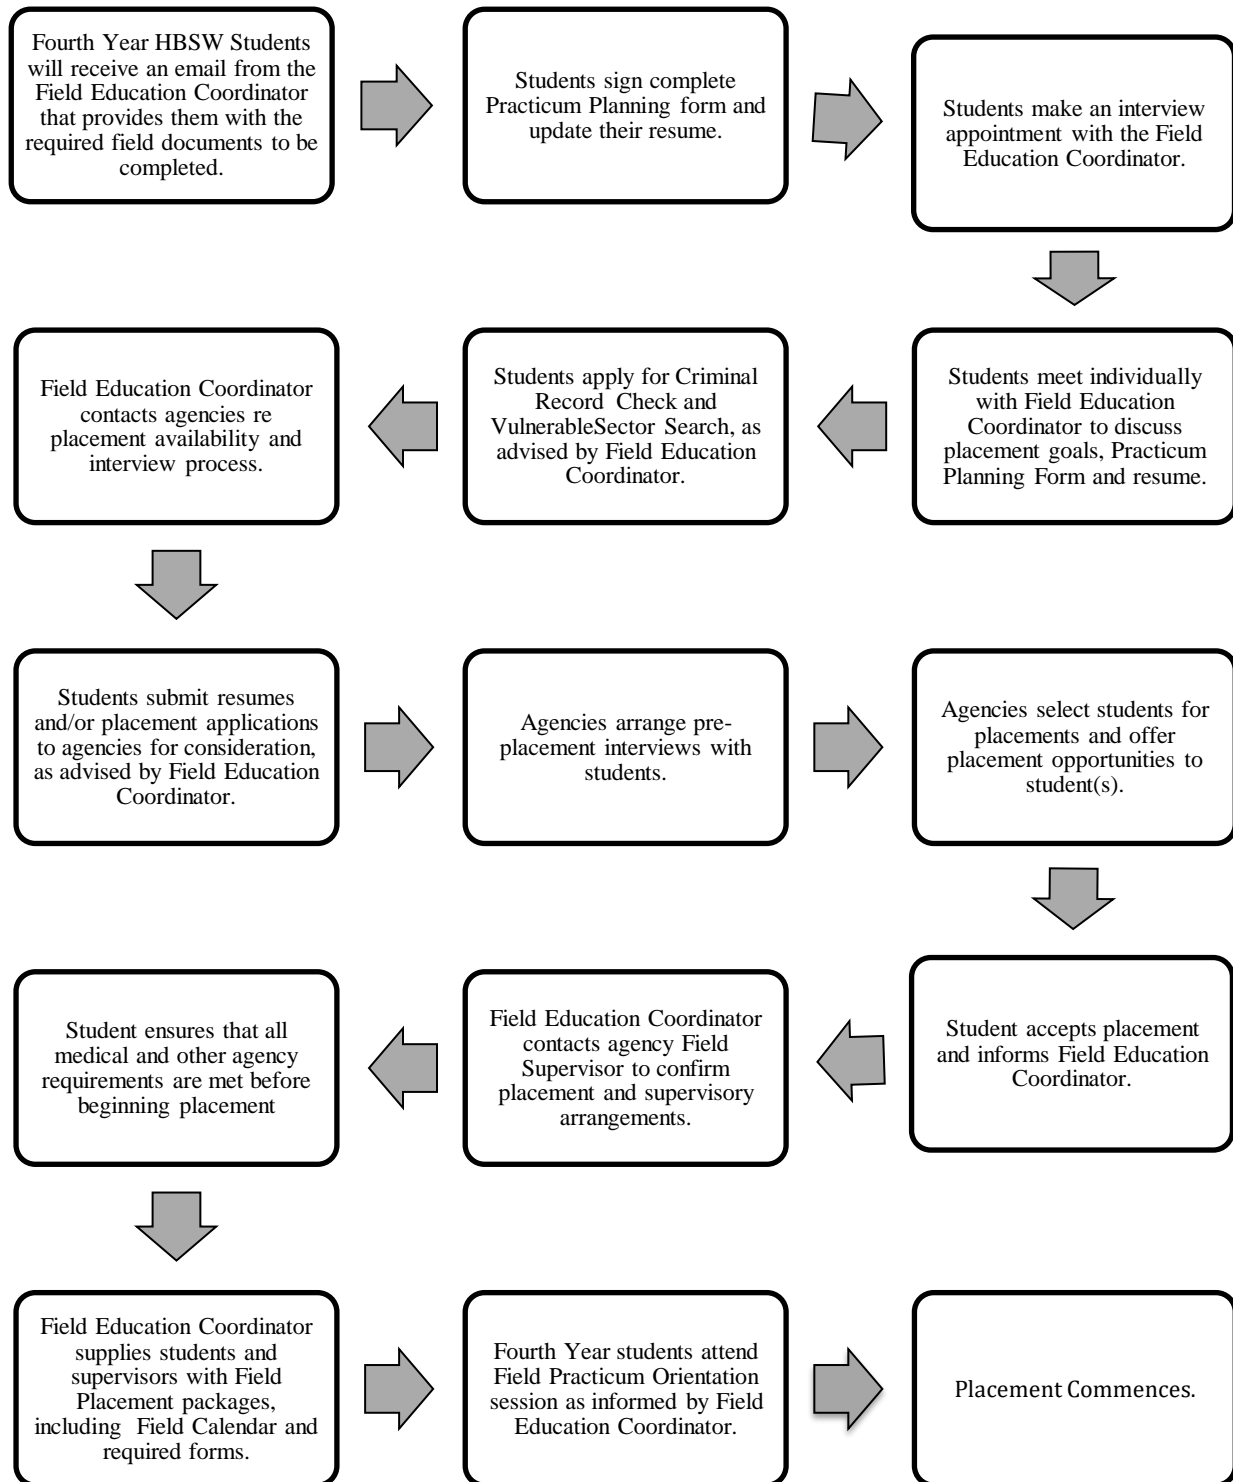 Fourth Year HBSW Students
will receive an email from the
Field Education Coordinator
that provides them with the
required field documents to be
completed.
Students sign complete
Practicum Planning form and
update their resume.
Students make an interview
appointment with the Field
Education Coordinator.
Students meet individually
with Field Education
Coordinator to discuss
placement goals, Practicum
Planning Form and resume.
Students apply for Criminal
Record Check and
VulnerableSector Search, as
advised by Field Education
Coordinator.
Field Education Coordinator
contacts agencies re
placement availability and
interview process.
Students submit resumes
and/or placement applications
to agencies for consideration,
as advised by Field Education
Coordinator.
Agencies arrange pre-
placement interviews with
students.
Agencies select students for
placements and offer
placement opportunities to
student(s).
Student accepts placement
and informs Field Education
Coordinator.
Field Education Coordinator
contacts agency Field
Supervisor to confirm
placement and supervisory
arrangements.
Student ensures that all
medical and other agency
requirements are met before
beginning placement
Field Education Coordinator
supplies students and
supervisors with Field
Placement packages,
including Field Calendar and
required forms.
Fourth Year students attend
Field Practicum Orientation
session as informed by Field
Education Coordinator.
Placement Commences.